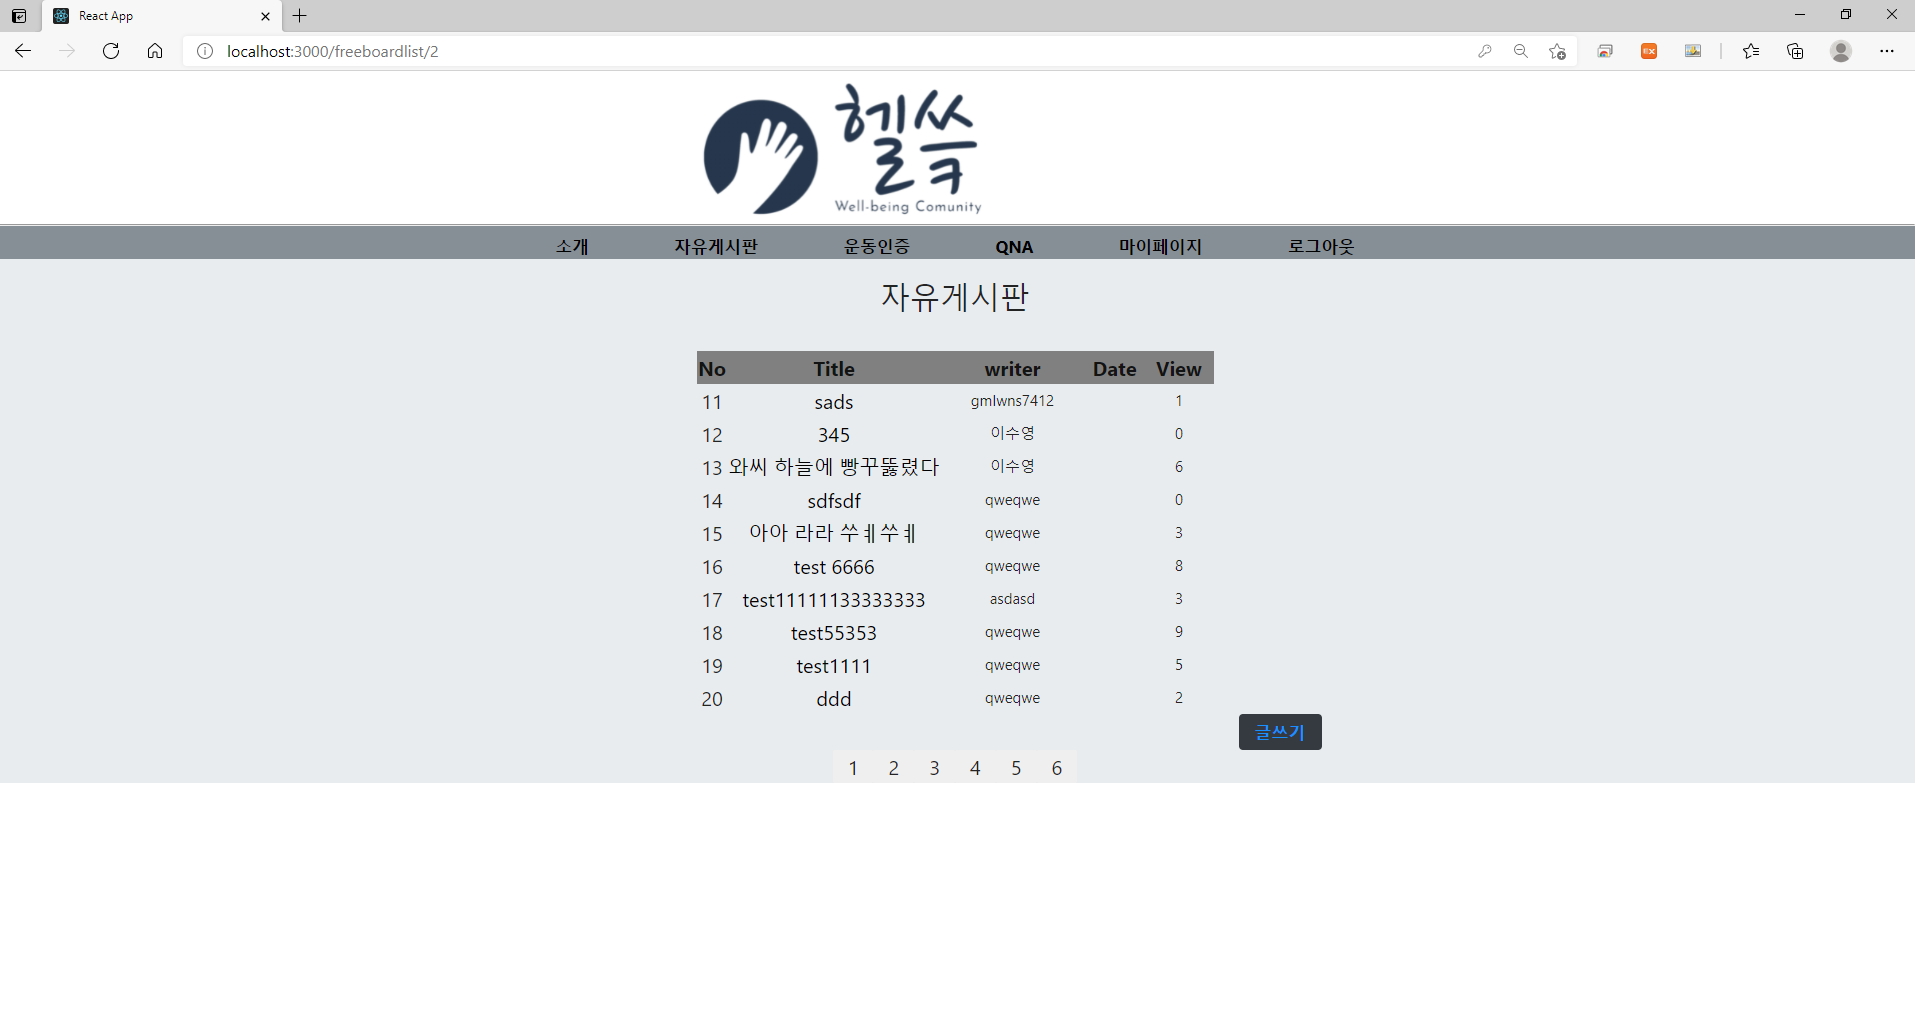 React App
localhost:3000/freeboardlist/2
헬쓱
Well-being Comunity
소개 자유게시판 운동인증 QNA 마이페이지 로그아웃
자유게시판
No Title writer Date View
11 sads gmlwns7412 1
12 345 이수영 0
13 와씨 하늘에 빵꾸뚫렸다 이수영 6
14 sdfsdf qweqwe 0
15 아아 라라 쑤ㅔ쑤ㅖ qweqwe 3
16 test 6666 qweqwe 8
17 test11111133333333 asdasd 3
18 test55353 qweqwe 9
19 test1111 qweqwe 5
20 ddd qweqwe 2
글쓰기
1 2 3 4 5 6